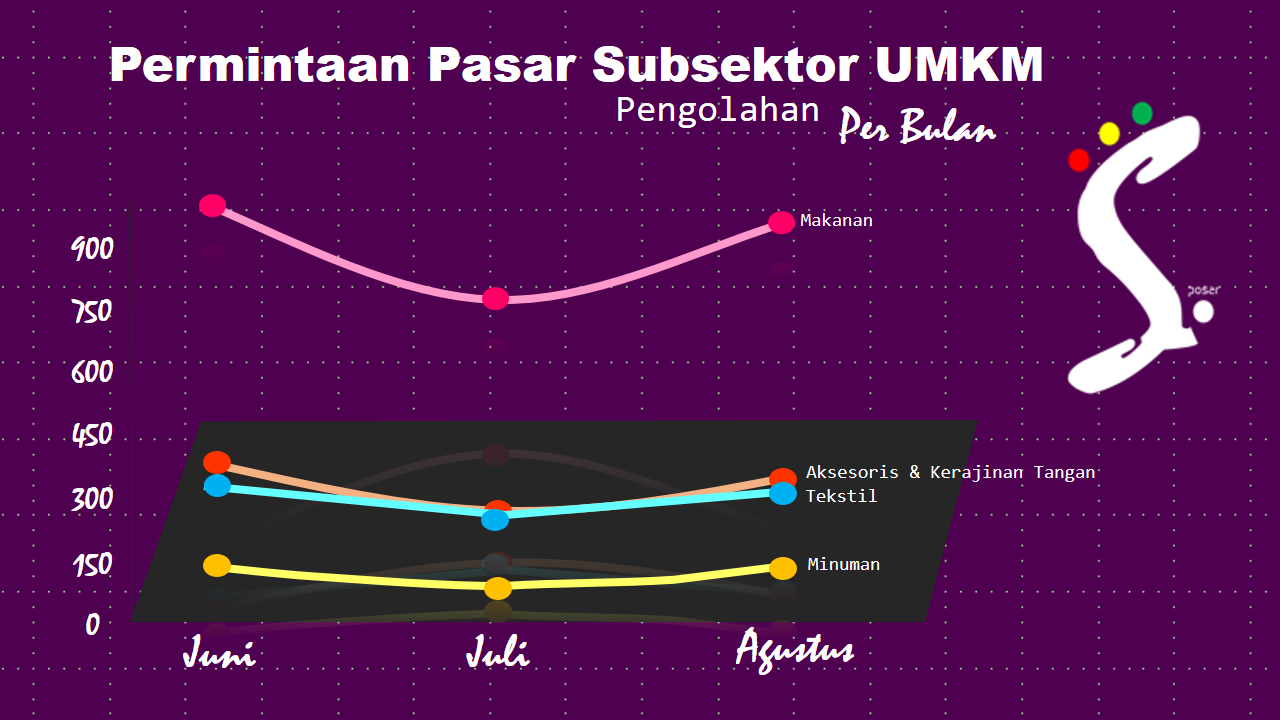 Permintaan Pasar Subsektor UMKM
Pengolahan Per Bulan
Makanan
poser
900
750
600
450
300
150
0
Aksesoris & Kerajinan Tangan
Tekstil
Minuman
Juni Juli Agustus